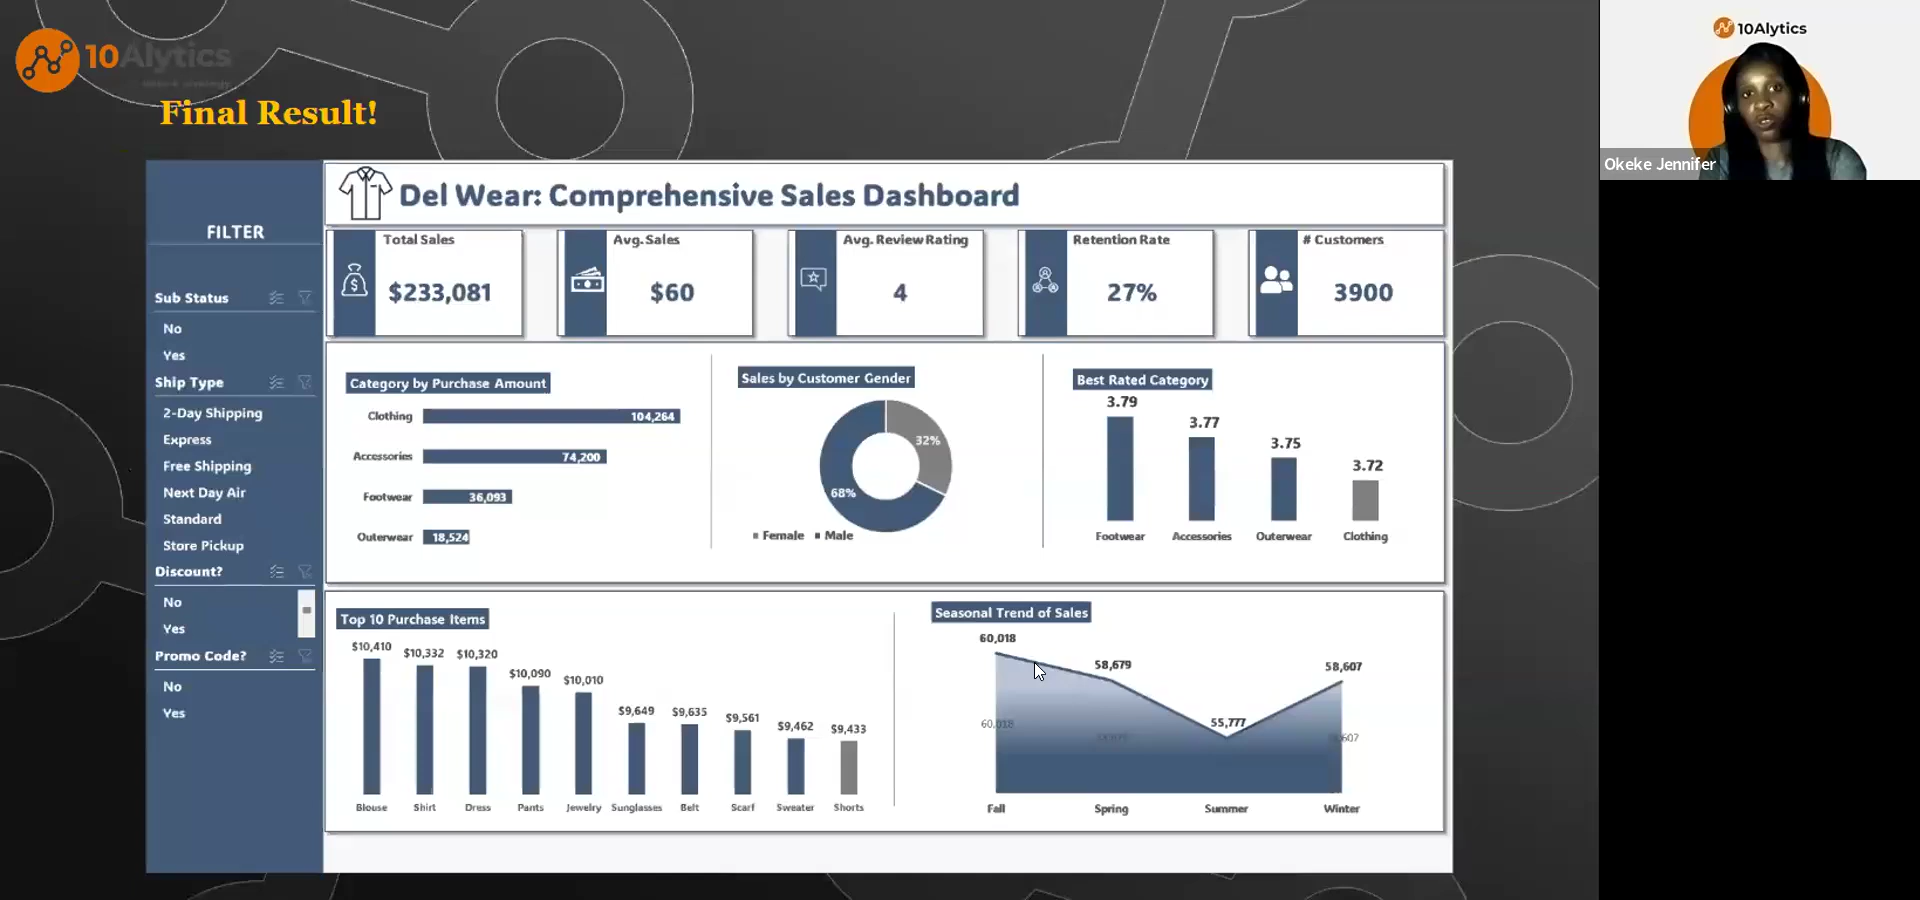 10Alytics
Final Result!
10Alytics
Okeke Jennifer
FILTER
Sub Status
No
Yes
Ship Type
2-Day Shipping
Express
Free Shipping
Next Day Air
Standard
Store Pickup
Discount?
No
Yes
Promo Code?
No
Yes
Del Wear: Comprehensive Sales Dashboard
Total Sales
$233,081
Avg. Sales
$60
Avg. Review Rating
4
Retention Rate
27%
# Customers
3900
Category by Purchase Amount
Clothing 104,264
Accessories 74,200
Footwear 36,093
Outerwear 18,524
Sales by Customer Gender
32%
68%
Female Male
Best Rated Category
3.79 3.77 3.75 3.72
Footwear Accessories Outerwear Clothing
Top 10 Purchase Items
$10,410 $10,332 $10,320 $10,090 $10,010 $9,649 $9,635 $9,561 $9,462 $9,433
Blouse Shirt Dress Pants Jewelry Sunglasses Belt Scarf Sweater Shorts
Seasonal Trend of Sales
60,018 58,679 55,777 58,607
60,018
Fall Spring Summer Winter